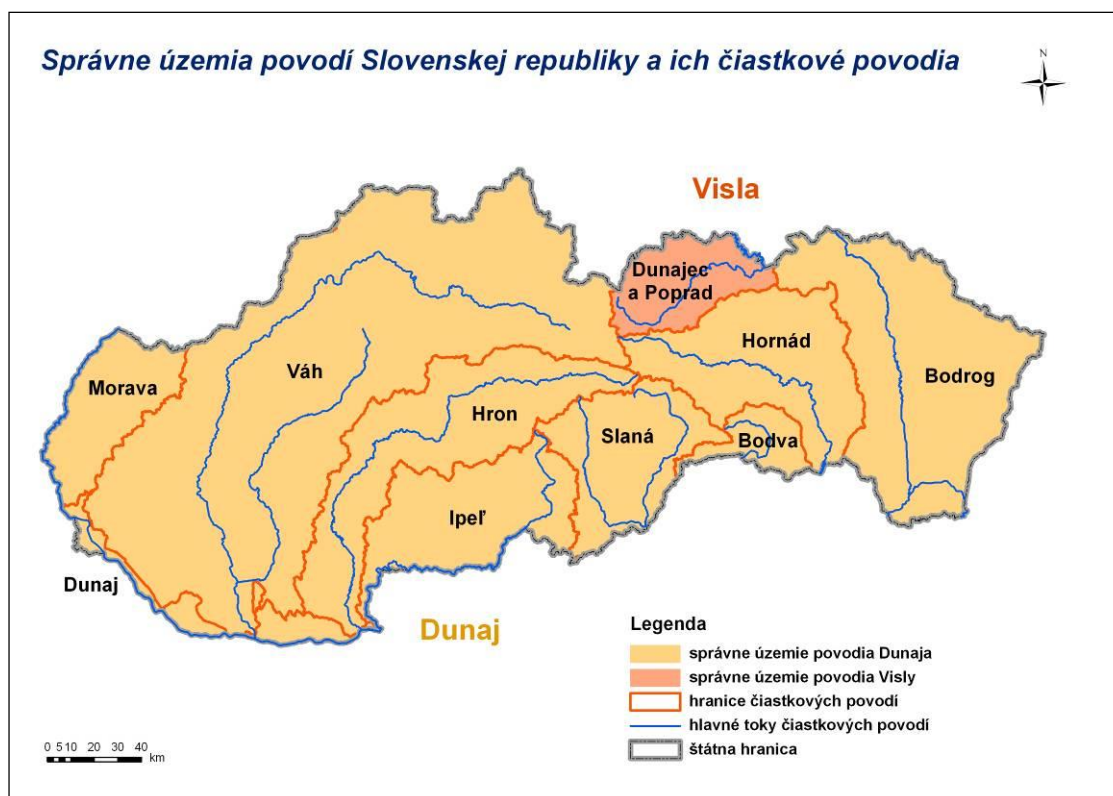 Správne územia povodí Slovenskej republiky a ich čiastkové povodia
N
Visla
Dunajec
a Poprad
Hornád
Bodrog
Morava
Váh
Hron
Slaná
Bodva
Ipeľ
Dunaj
Dunaj
Legenda
správne územie povodia Dunaja
správne územie povodia Visly
hranice čiastkových povodí
hlavné toky čiastkových povodí
štátna hranica
0 5 10 20 30 40
km